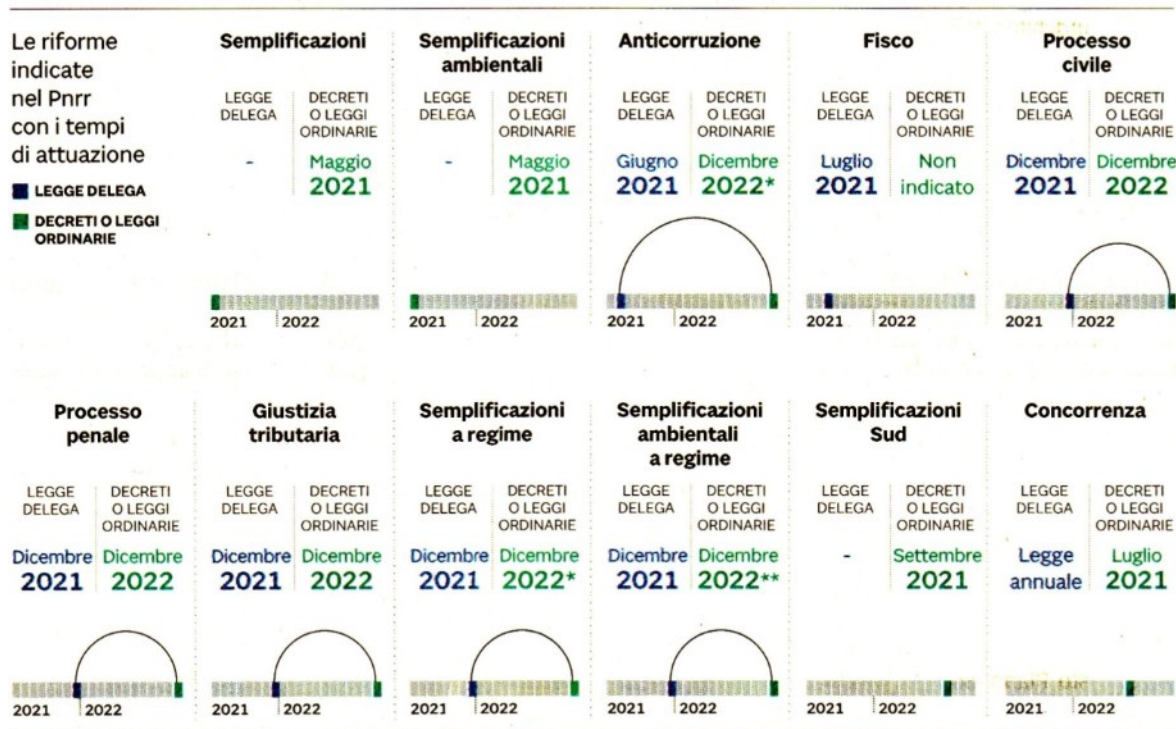 Le riforme
indicate
nel Pnrr
con i tempi
di attuazione
LEGGE DELEGA
DECRETI O LEGGI
ORDINARIE
Semplificazioni
LEGGE
DELEGA
DECRETI
O LEGGI
ORDINARIE
-
Maggio
2021
2021 2022
Semplificazioni
ambientali
LEGGE
DELEGA
DECRETI
O LEGGI
ORDINARIE
-
Maggio
2021
2021 2022
Anticorruzione
LEGGE
DELEGA
DECRETI
O LEGGI
ORDINARIE
Giugno
2021
Dicembre
2022*
2021 2022
Fisco
LEGGE
DELEGA
DECRETI
O LEGGI
ORDINARIE
Luglio
2021
Non
indicato
2021 2022
Processo
civile
LEGGE
DELEGA
DECRETI
O LEGGI
ORDINARIE
Dicembre
2021
Dicembre
2022
2021 2022
Processo
penale
LEGGE
DELEGA
DECRETI
O LEGGI
ORDINARIE
Dicembre
2021
Dicembre
2022
2021 2022
Giustizia
tributaria
LEGGE
DELEGA
DECRETI
O LEGGI
ORDINARIE
Dicembre
2021
Dicembre
2022
2021 2022
Semplificazioni
a regime
LEGGE
DELEGA
DECRETI
O LEGGI
ORDINARIE
Dicembre
2021
Dicembre
2022*
2021 2022
Semplificazioni
ambientali
a regime
LEGGE
DELEGA
DECRETI
O LEGGI
ORDINARIE
Dicembre
2021
Dicembre
2022**
2021 2022
Semplificazioni
Sud
LEGGE
DELEGA
DECRETI
O LEGGI
ORDINARIE
-
Settembre
2021
2021 2022
Concorrenza
LEGGE
DELEGA
DECRETI
O LEGGI
ORDINARIE
Legge
annuale
Luglio
2021
2021 2022